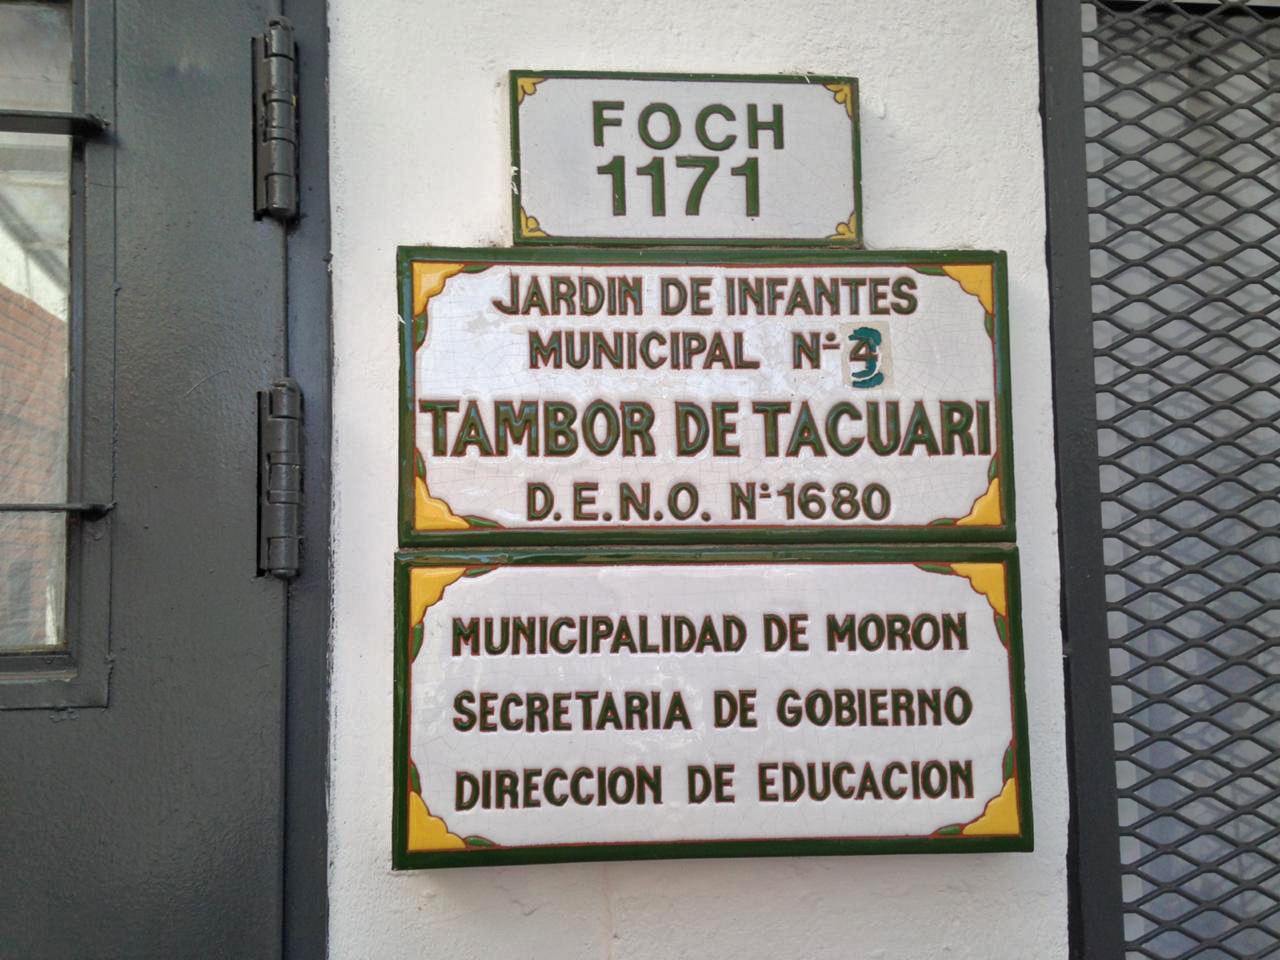 FOCH
1171
JARDIN DE INFANTES
MUNICIPAL Nº
TAMBOR DE TACUARI
D.E.N.O. Nº 1680
MUNICIPALIDAD DE MORON
SECRETARIA DE GOBIERNO
DIRECCION DE EDUCACION